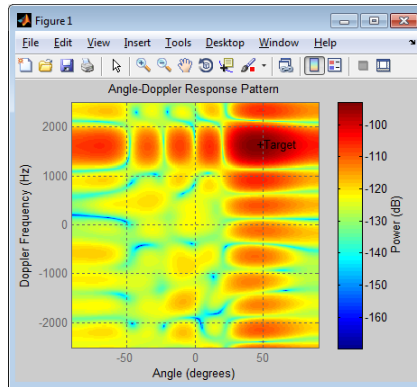 Figure 1
File Edit View Insert Tools Desktop Window Help
Angle-Doppler Response Pattern
2000
1000
0
-1000
-2000
Doppler Frequency (Hz)
+Target
-50 0 50
Angle (degrees)
-100
-110
-120
-130
-140
-150
-160
Power (dB)